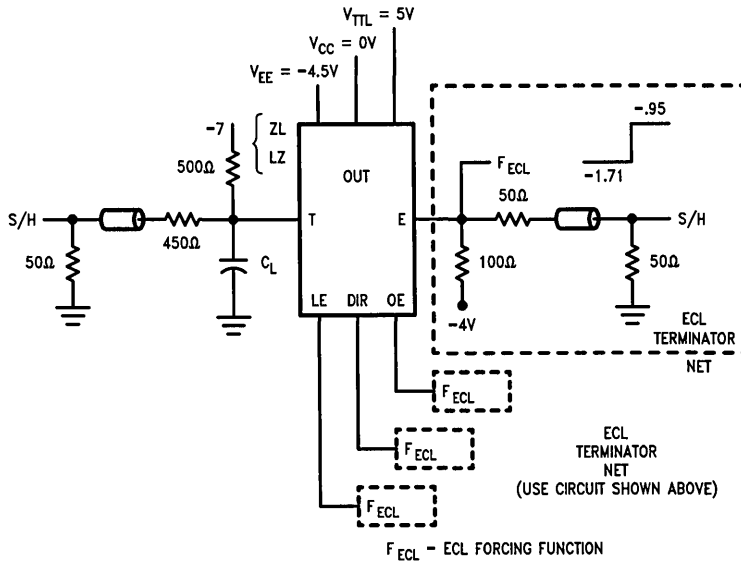 V_TTL = 5V
V_CC = 0V
V_EE = -4.5V
-7
ZL
LZ
500Ω
OUT
F_ECL
-.95
-1.71
S/H
50Ω
450Ω
T
E
50Ω
S/H
C_L
100Ω
50Ω
LE DIR OE
-4V
ECL
TERMINATOR
NET
F_ECL
F_ECL
F_ECL
ECL
TERMINATOR
NET
(USE CIRCUIT SHOWN ABOVE)
F_ECL - ECL FORCING FUNCTION